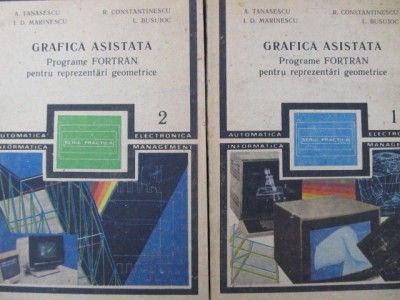 A. TANASESCU R. CONSTANTINESCU
I. D. MARINESCU L. BUSUIOC
GRAFICA ASISTATA
Programe FORTRAN
pentru reprezentări geometrice
2
AUTOMATICA ELECTRONICA
INFORMATICA MANAGEMENT
SERIA PRACTICA
A. TANASESCU R. CONSTANTINESCU
I. D. MARINESCU L. BUSUIOC
GRAFICA ASISTATA
Programe FORTRAN
pentru reprezentări geometrice
1
AUTOMATICA ELECTRONICA
INFORMATICA MANAGE
SERIA PRACTICA